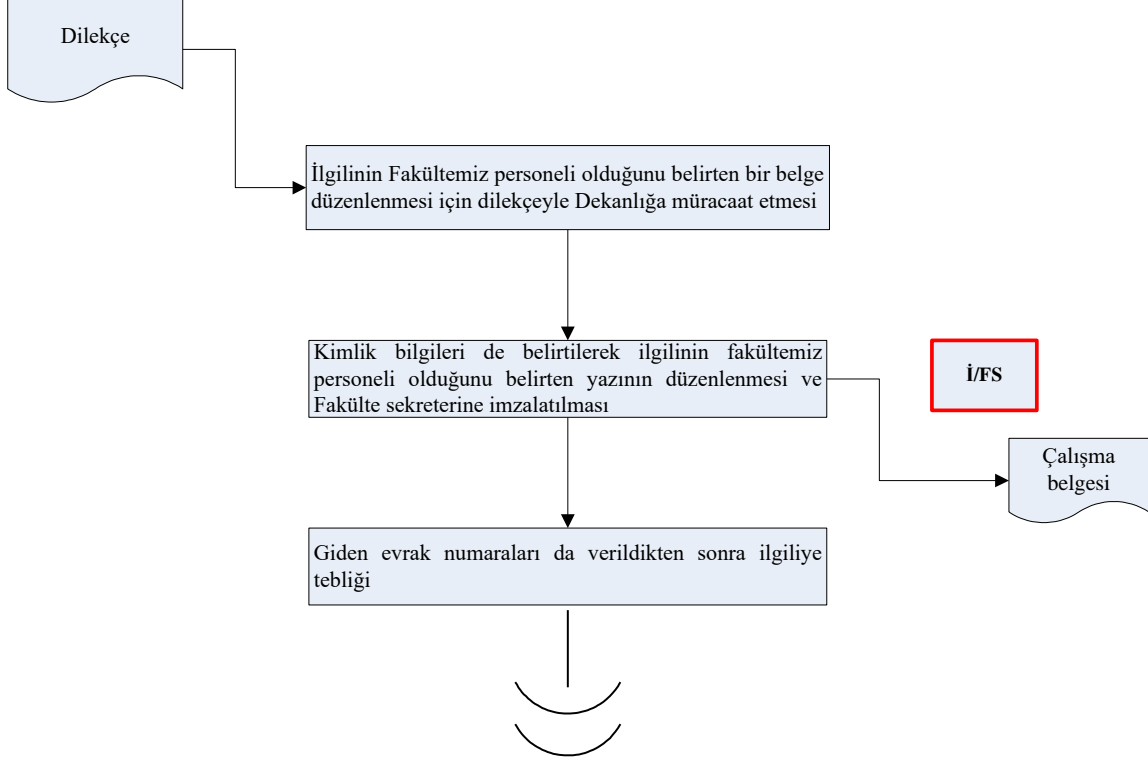 Dilekçe
İlgilinin Fakültemiz personeli olduğunu belirten bir belge
düzenlenmesi için dilekçeyle Dekanlığa müracaat etmesi
Kimlik bilgileri de belirtilerek ilgilinin fakültemiz
personeli olduğunu belirten yazının düzenlenmesi ve
Fakülte sekreterine imzalatılması
İ/FS
Çalışma
belgesi
Giden evrak numaraları da verildikten sonra ilgiliye
tebliği